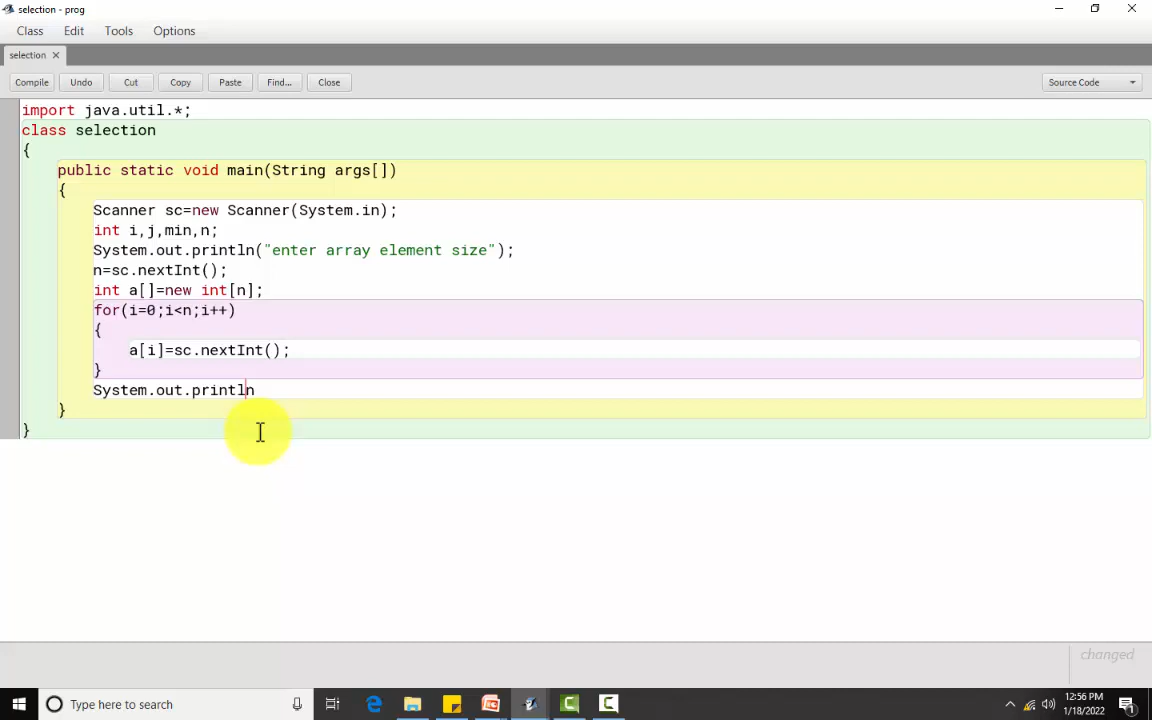 selection - prog
Class Edit Tools Options
selection ×
Compile Undo Cut Copy Paste Find... Close Source Code
import java.util.*;
class selection
{
public static void main(String args[])
{
Scanner sc=new Scanner(System.in);
int i,j,min,n;
System.out.println("enter array element size");
n=sc.nextInt();
int a[]=new int[n];
for(i=0;i<n;i++)
{
a[i]=sc.nextInt();
}
System.out.println
}
}
changed
Type here to search
12:56 PM
1/18/2022
1